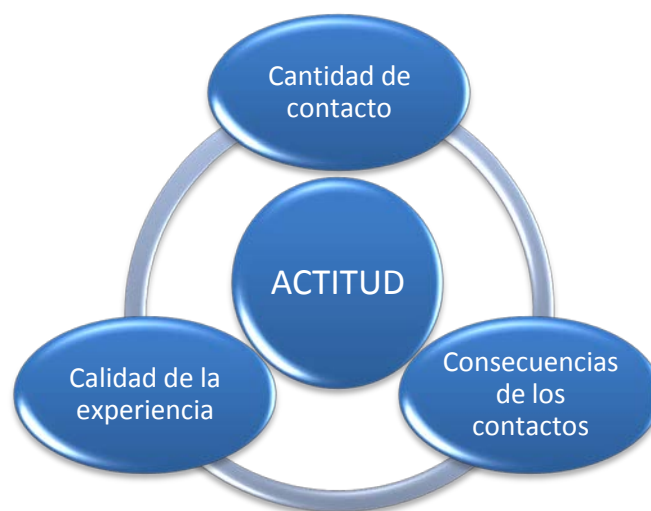 Cantidad de
contacto
ACTITUD
Calidad de la
experiencia
Consecuencias
de los
contactos